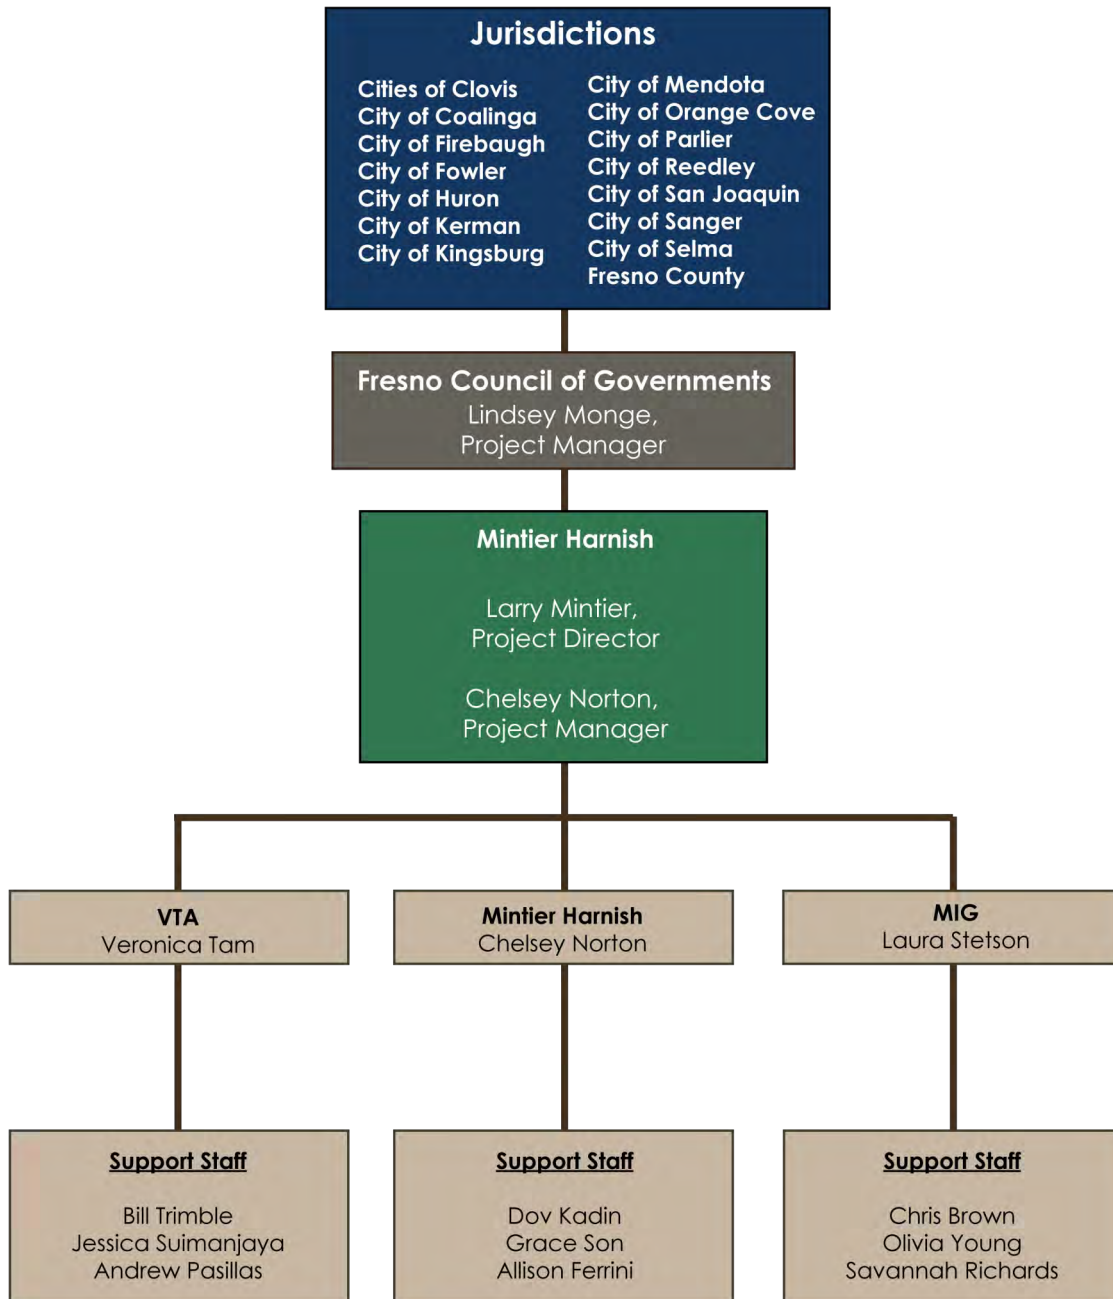 Jurisdictions
Cities of Clovis
City of Coalinga
City of Firebaugh
City of Fowler
City of Huron
City of Kerman
City of Kingsburg
City of Mendota
City of Orange Cove
City of Parlier
City of Reedley
City of San Joaquin
City of Sanger
City of Selma
Fresno County
Fresno Council of Governments
Lindsey Monge,
Project Manager
Mintier Harnish
Larry Mintier,
Project Director
Chelsey Norton,
Project Manager
VTA
Veronica Tam
Mintier Harnish
Chelsey Norton
MIG
Laura Stetson
Support Staff
Bill Trimble
Jessica Suimanjaya
Andrew Pasillas
Support Staff
Dov Kadin
Grace Son
Allison Ferrini
Support Staff
Chris Brown
Olivia Young
Savannah Richards